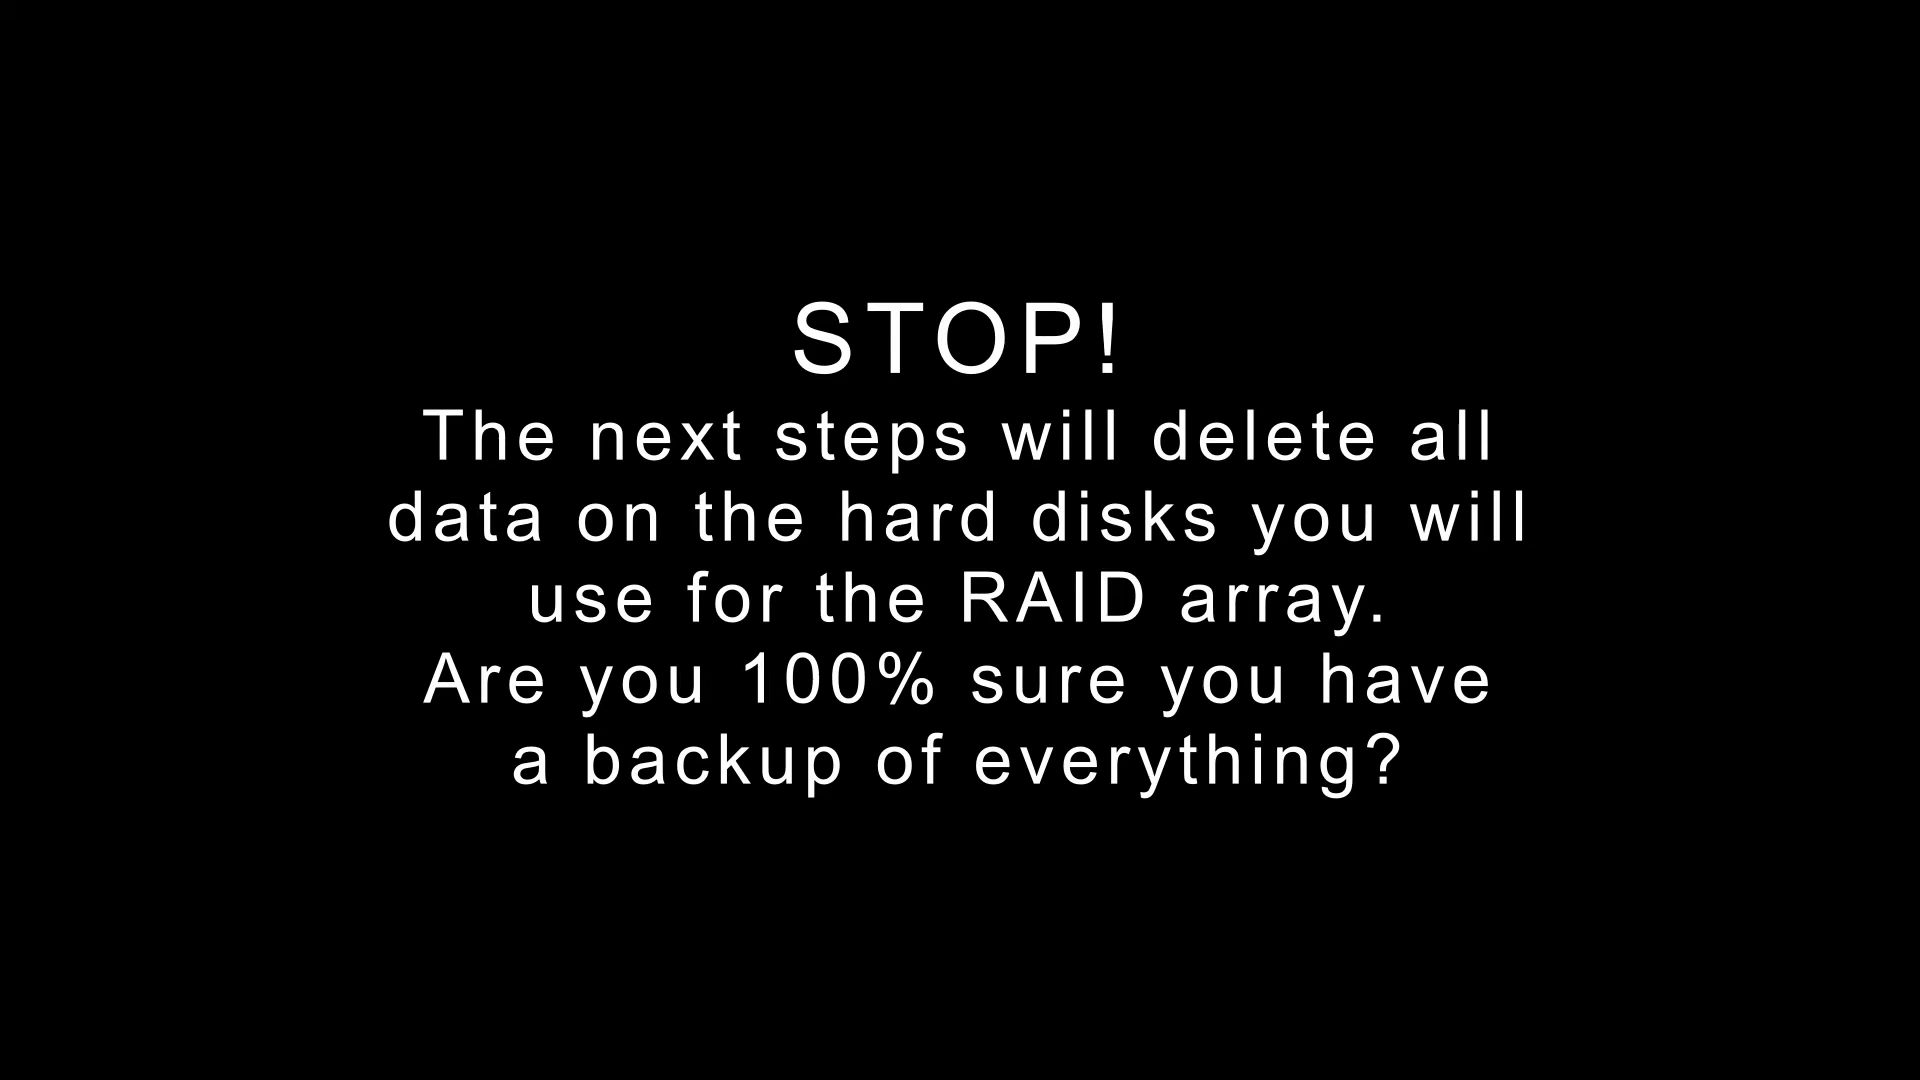 STOP!
The next steps will delete all
data on the hard disks you will
use for the RAID array.
Are you 100% sure you have
a backup of everything?